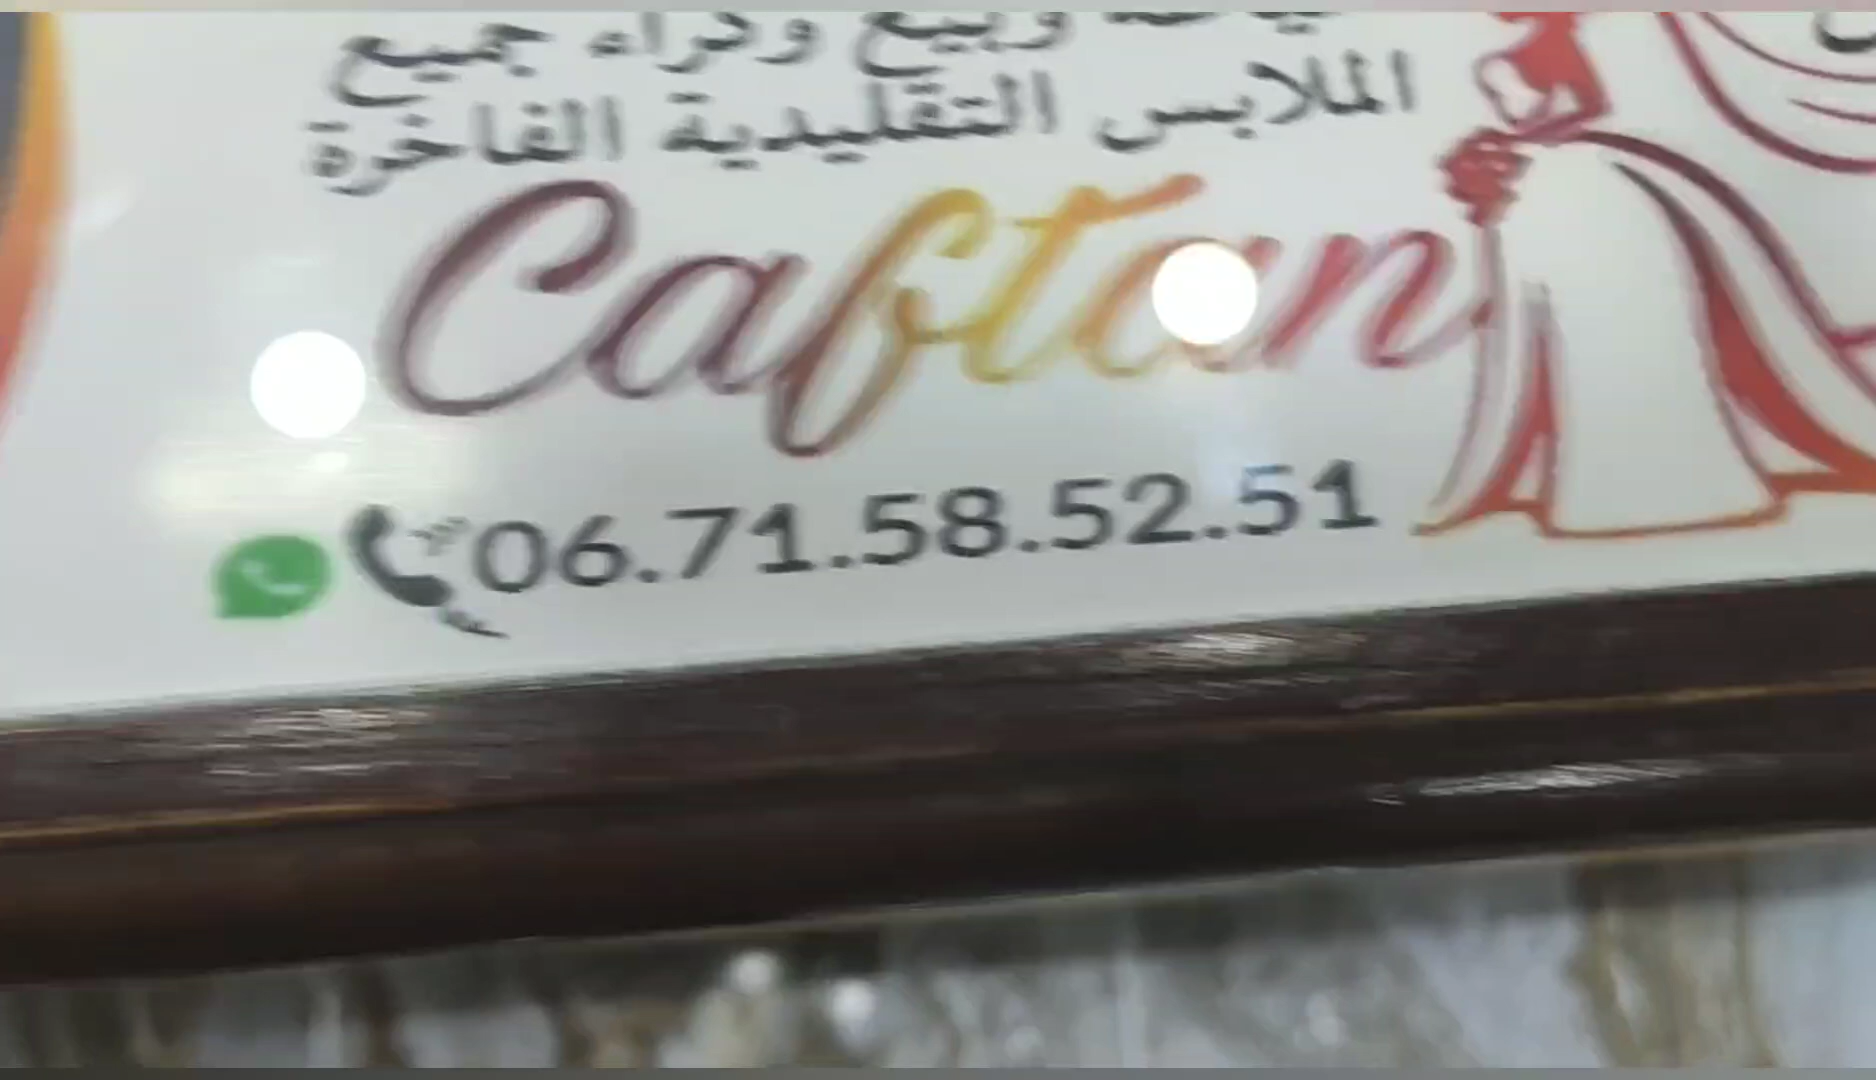 وبيع وكراء جميع
الملابس التقليدية الفاخرة
Caftan
06.71.58.52.51